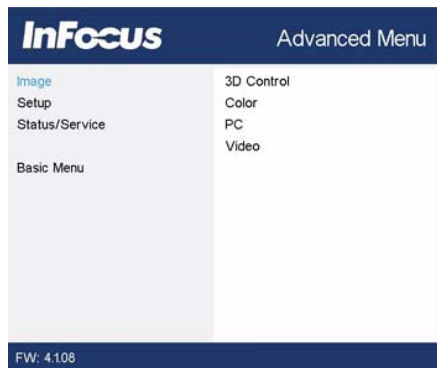 InFocus
Advanced Menu
Image
Setup
Status/Service
Basic Menu
3D Control
Color
PC
Video
FW: 4.1.08